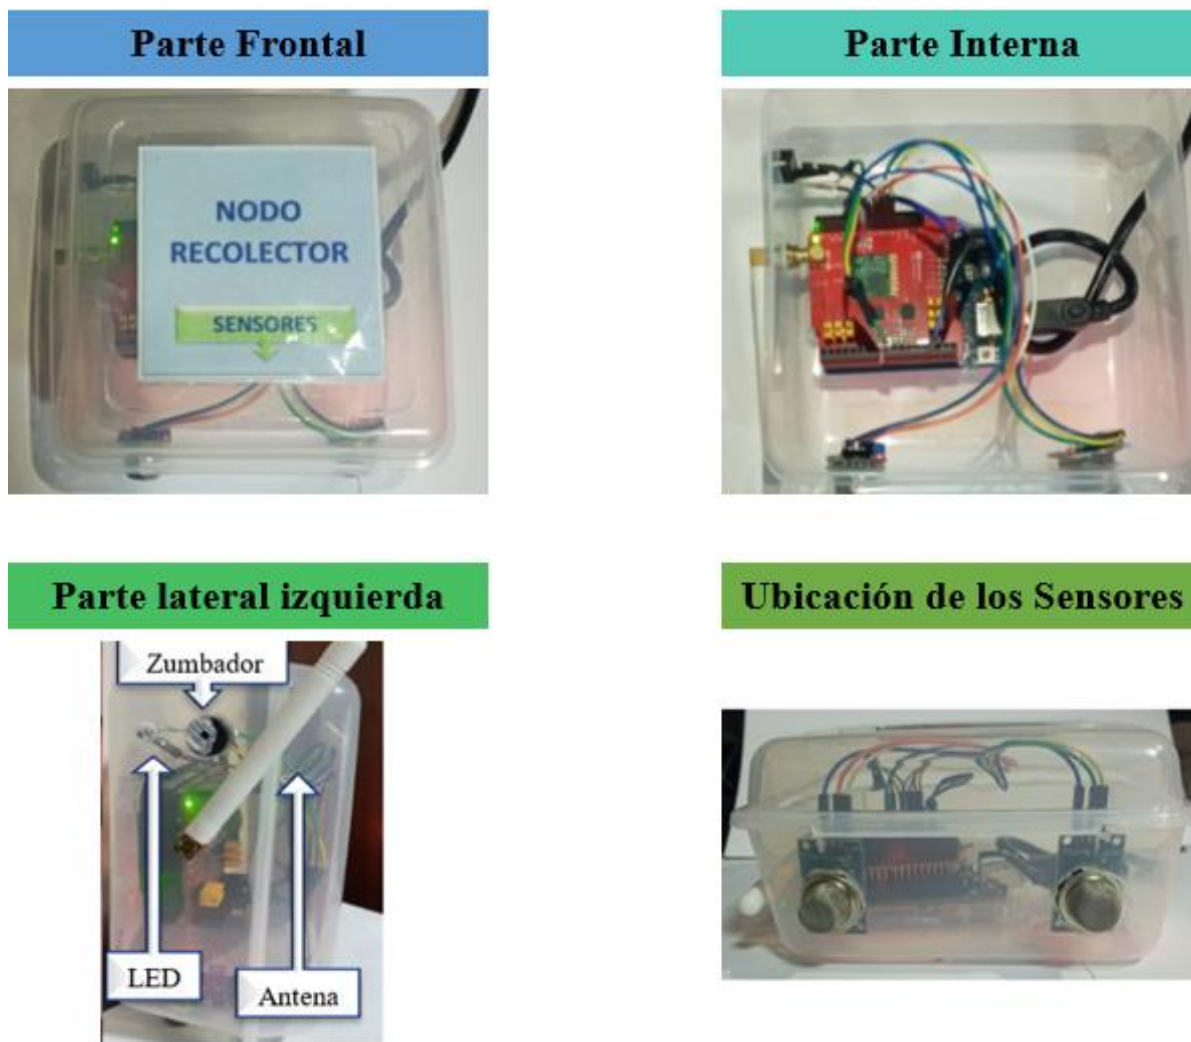 Parte Frontal
Parte Interna
NODO
RECOLECTOR
SENSORES
Parte lateral izquierda
Ubicación de los Sensores
Zumbador
LED
Antena